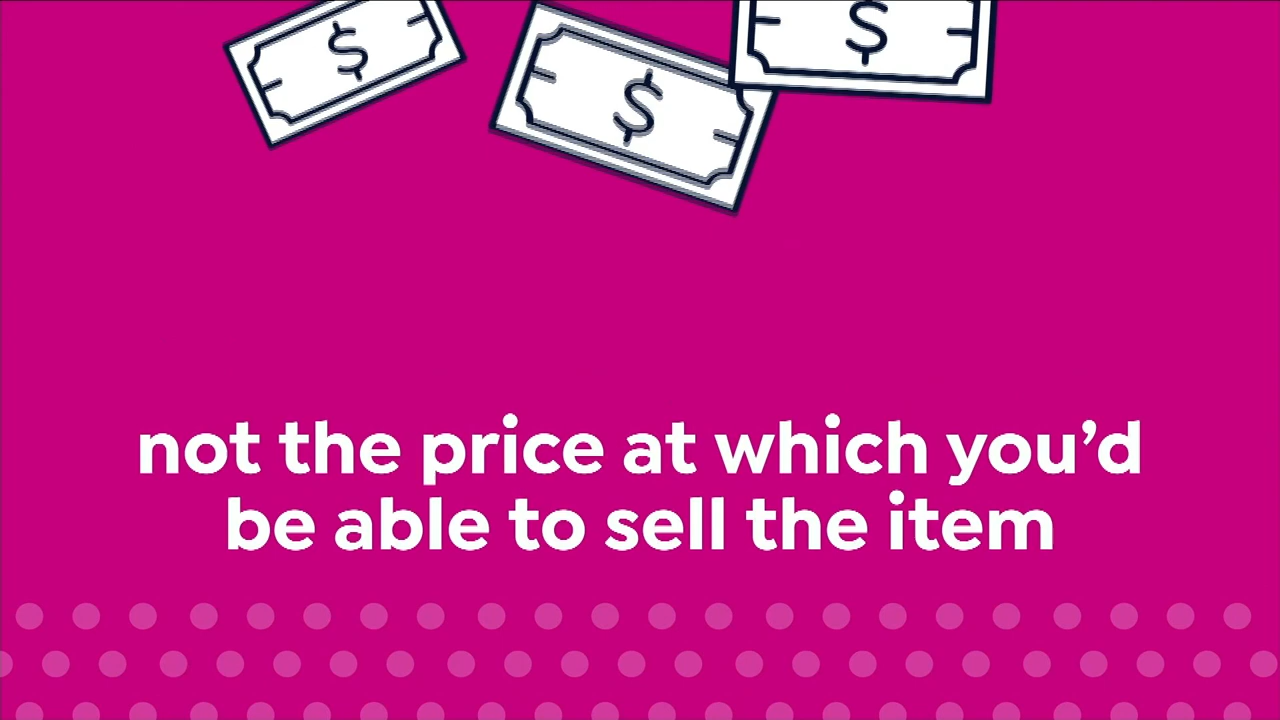 $
$
$
not the price at which you’d
be able to sell the item